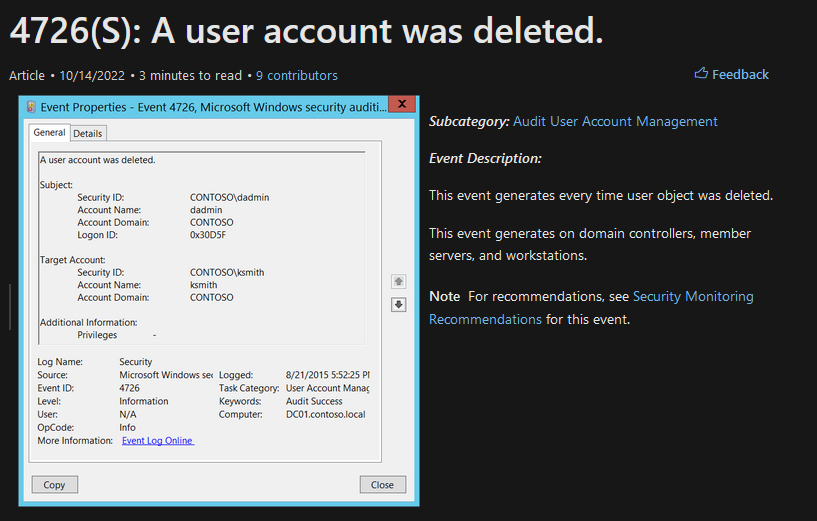 4726(S): A user account was deleted.
Article • 10/14/2022 • 3 minutes to read • 9 contributors
Feedback
Event Properties - Event 4726, Microsoft Windows security auditi...
General Details
A user account was deleted.
Subject:
Security ID: CONTOSO\dadmin
Account Name: dadmin
Account Domain: CONTOSO
Logon ID: 0x30D5F
Target Account:
Security ID: CONTOSO\ksmith
Account Name: ksmith
Account Domain: CONTOSO
Additional Information:
Privileges -
Log Name: Security
Source: Microsoft Windows sec Logged: 8/21/2015 5:52:25 PM
Event ID: 4726 Task Category: User Account Manag
Level: Information Keywords: Audit Success
User: N/A Computer: DC01.contoso.local
OpCode: Info
More Information: Event Log Online
Copy Close
Subcategory: Audit User Account Management
Event Description:
This event generates every time user object was deleted.
This event generates on domain controllers, member
servers, and workstations.
Note For recommendations, see Security Monitoring
Recommendations for this event.